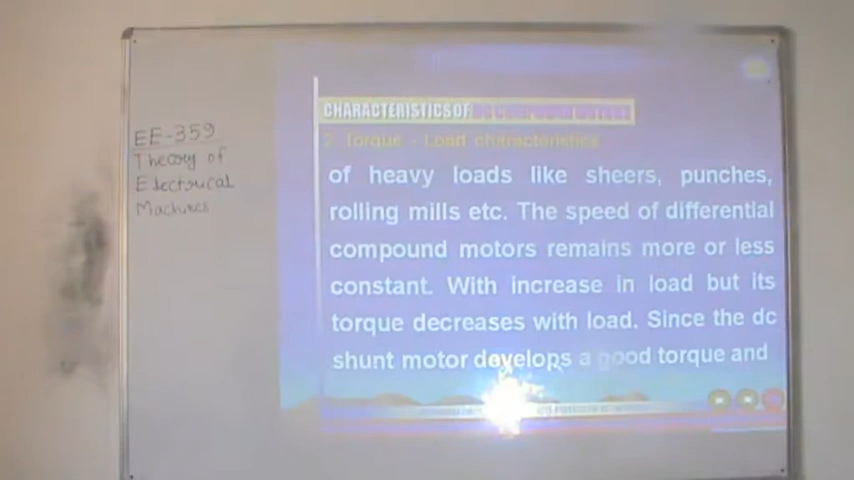 EE-359
Theory of
Electrical
Machines
CHARACTERISTICS OF
2. Torque - Load characteristics
of heavy loads like sheers, punches,
rolling mills etc. The speed of differential
compound motors remains more or less
constant. With increase in load but its
torque decreases with load. Since the dc
shunt motor develops a good torque and